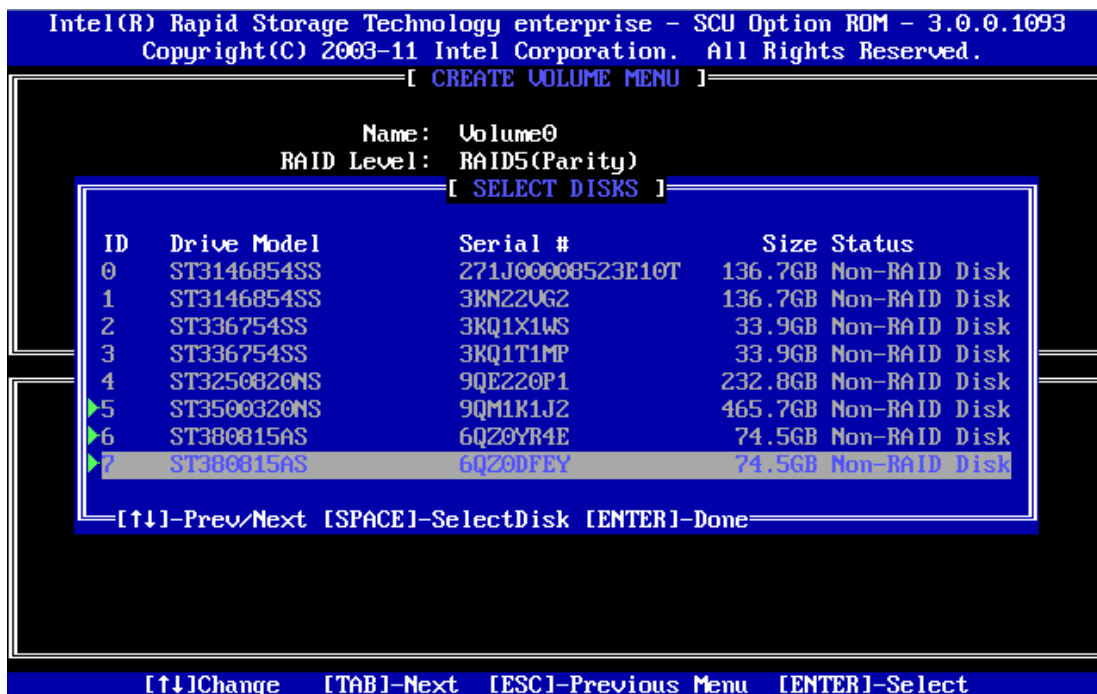 Intel(R) Rapid Storage Technology enterprise - SCU Option ROM - 3.0.0.1093
Copyright(C) 2003-11 Intel Corporation. All Rights Reserved.
[ CREATE VOLUME MENU ]
Name: Volume0
RAID Level: RAID5(Parity)
[ SELECT DISKS ]
ID Drive Model Serial # Size Status
0 ST3146854SS 271J00008523E10T 136.7GB Non-RAID Disk
1 ST3146854SS 3KN22VG2 136.7GB Non-RAID Disk
2 ST336754SS 3KQ1X1WS 33.9GB Non-RAID Disk
3 ST336754SS 3KQ1T1MP 33.9GB Non-RAID Disk
4 ST3250820NS 9QE220P1 232.8GB Non-RAID Disk
5 ST3500320NS 9QM1K1J2 465.7GB Non-RAID Disk
6 ST380815AS 6QZ0YR4E 74.5GB Non-RAID Disk
7 ST380815AS 6QZ0DFEY 74.5GB Non-RAID Disk
[↑↓]-Prev/Next [SPACE]-SelectDisk [ENTER]-Done
[↑↓]Change [TAB]-Next [ESC]-Previous Menu [ENTER]-Select